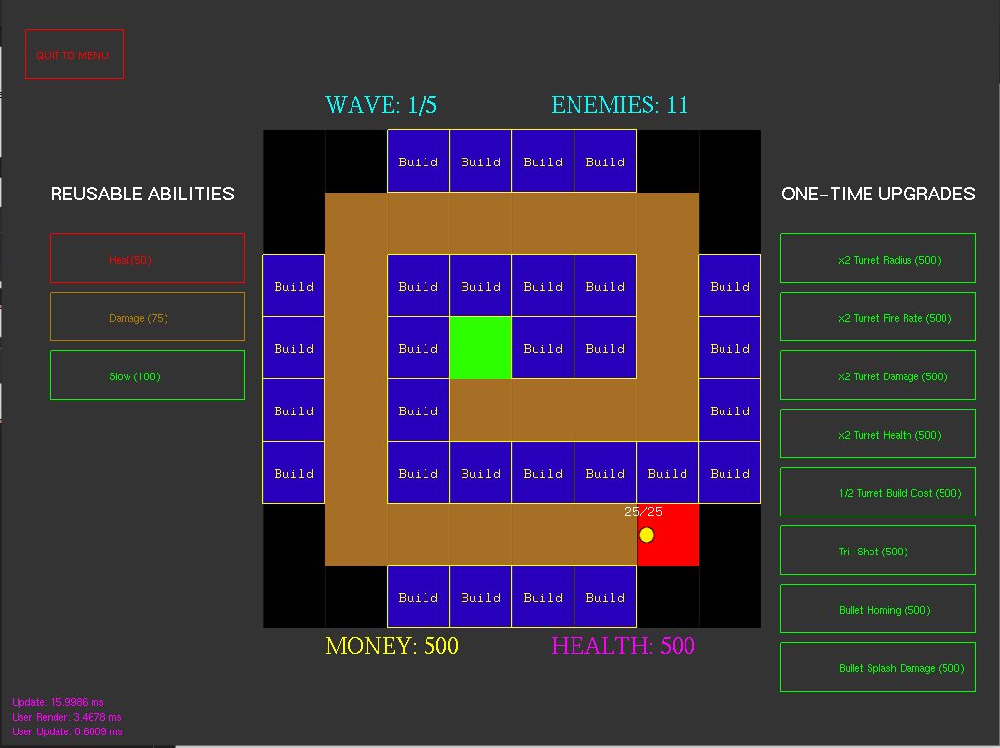 QUIT TO MENU
WAVE: 1/5 ENEMIES: 11
REUSABLE ABILITIES
Heal (50)
Damage (75)
Slow (100)
Build Build Build Build
Build Build Build Build Build Build
Build Build Build Build Build
Build Build Build
Build Build Build Build Build Build Build
25/25
Build Build Build Build
MONEY: 500 HEALTH: 500
ONE-TIME UPGRADES
x2 Turret Radius (500)
x2 Turret Fire Rate (500)
x2 Turret Damage (500)
x2 Turret Health (500)
1/2 Turret Build Cost (500)
Tri-Shot (500)
Bullet Homing (500)
Bullet Splash Damage (500)
Update: 15.9986 ms
User Render: 3.4678 ms
User Update: 0.6009 ms